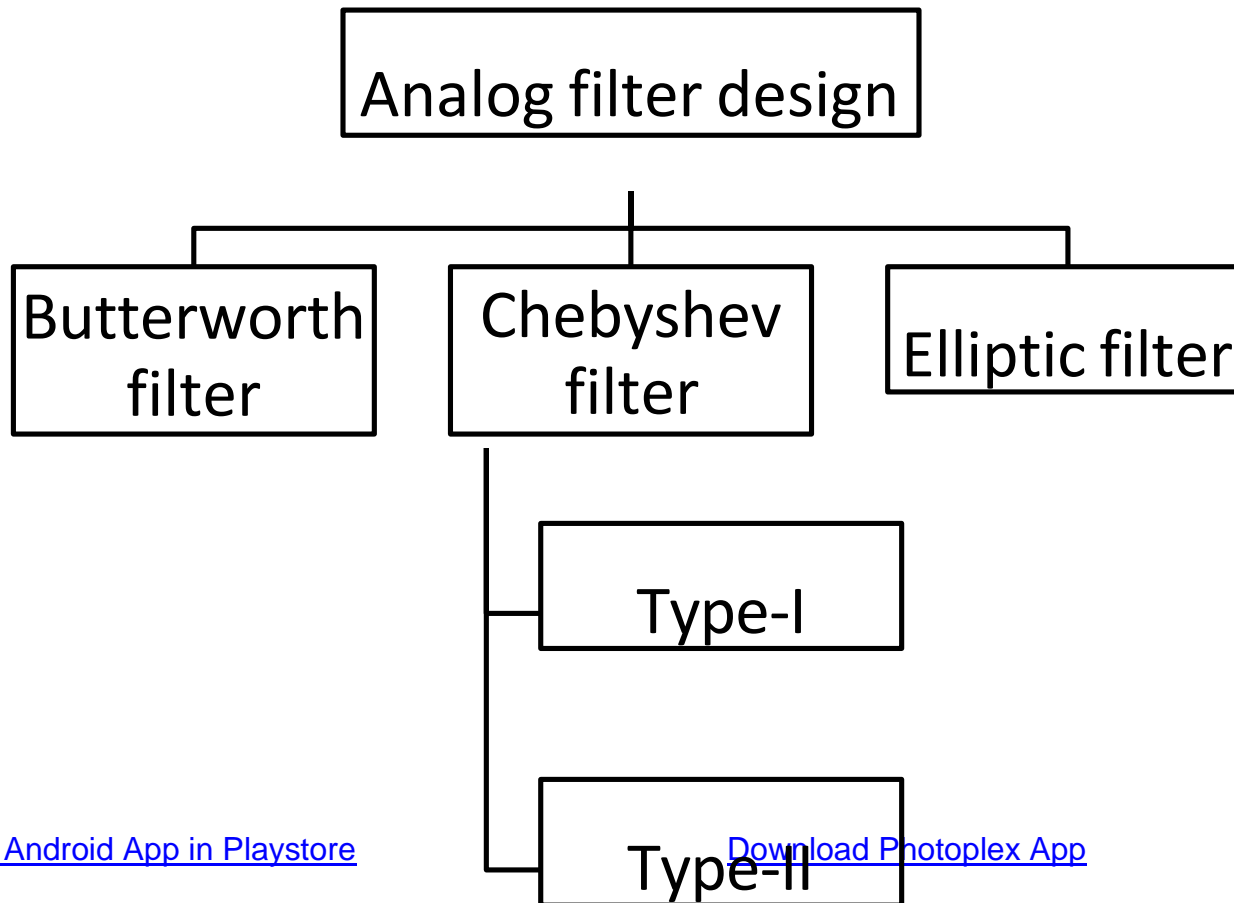 Analog filter design
Butterworth
filter
Chebyshev
filter
Elliptic filter
Type-I
Type-II
Android App in Playstore
Download Photoplex App